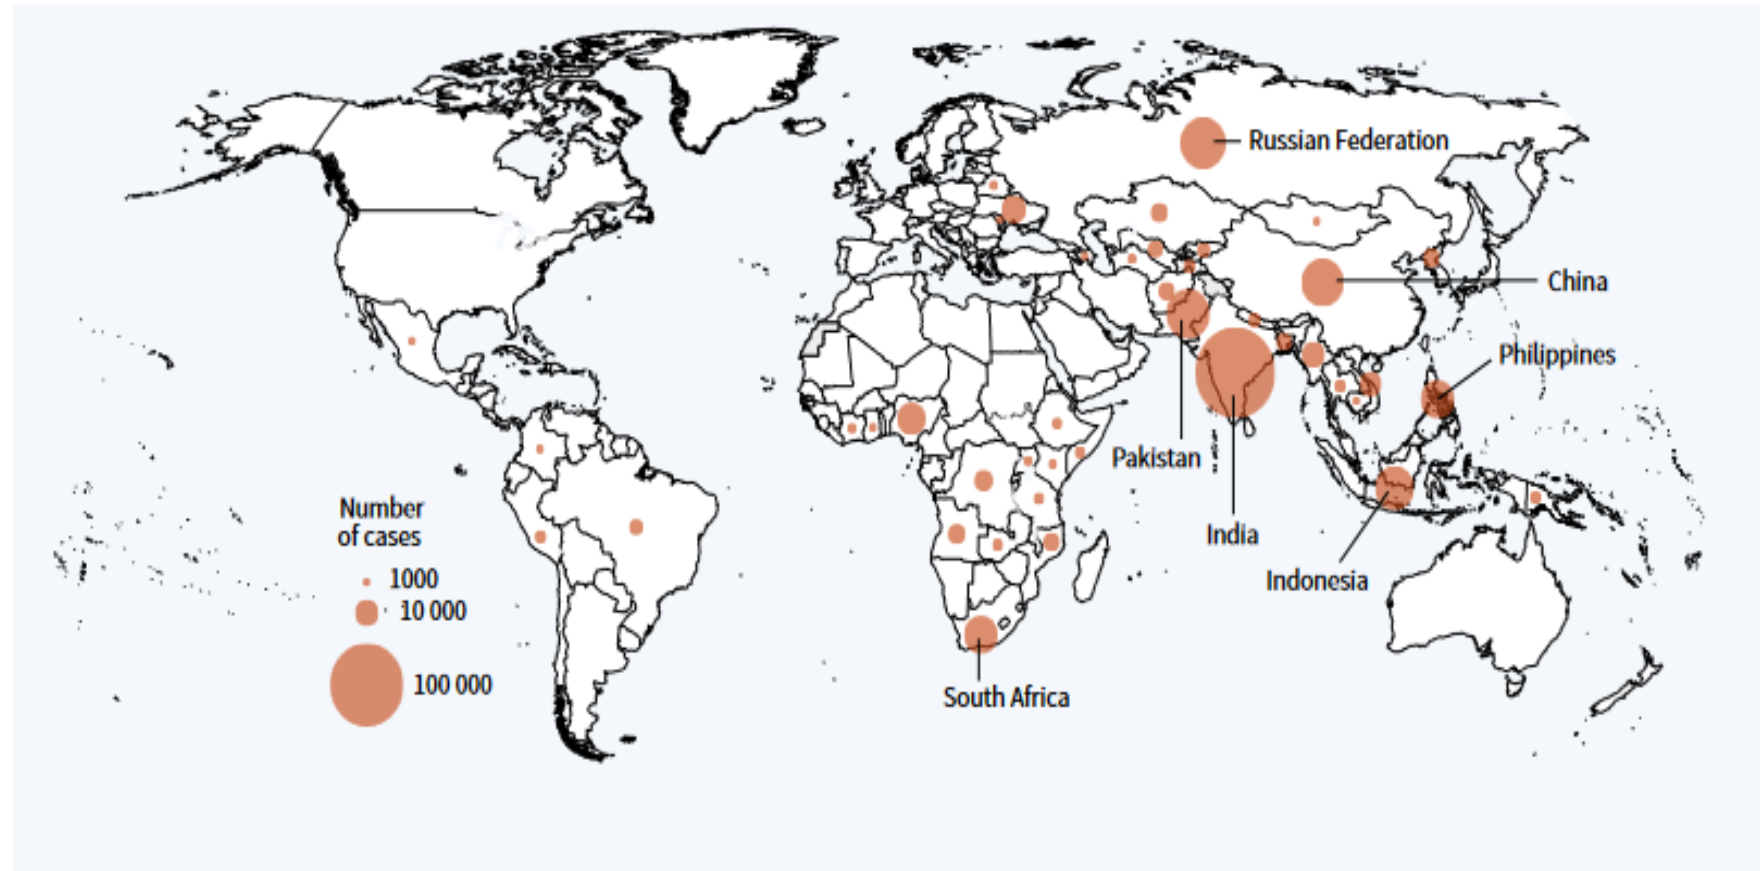 Russian Federation
China
Philippines
Pakistan
India
Indonesia
South Africa
Number
of cases
1000
10 000
100 000